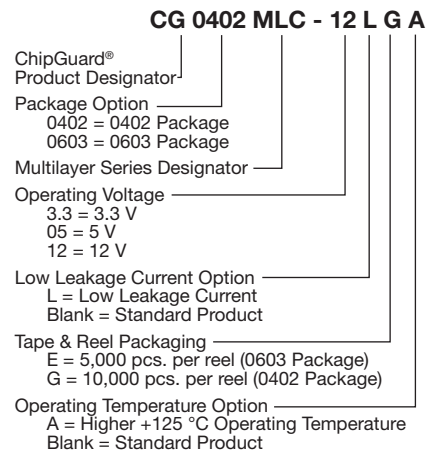 CG 0402 MLC - 12 L G A
ChipGuard®
Product Designator
Package Option
0402 = 0402 Package
0603 = 0603 Package
Multilayer Series Designator
Operating Voltage
3.3 = 3.3 V
05 = 5 V
12 = 12 V
Low Leakage Current Option
L = Low Leakage Current
Blank = Standard Product
Tape & Reel Packaging
E = 5,000 pcs. per reel (0603 Package)
G = 10,000 pcs. per reel (0402 Package)
Operating Temperature Option
A = Higher +125 °C Operating Temperature
Blank = Standard Product